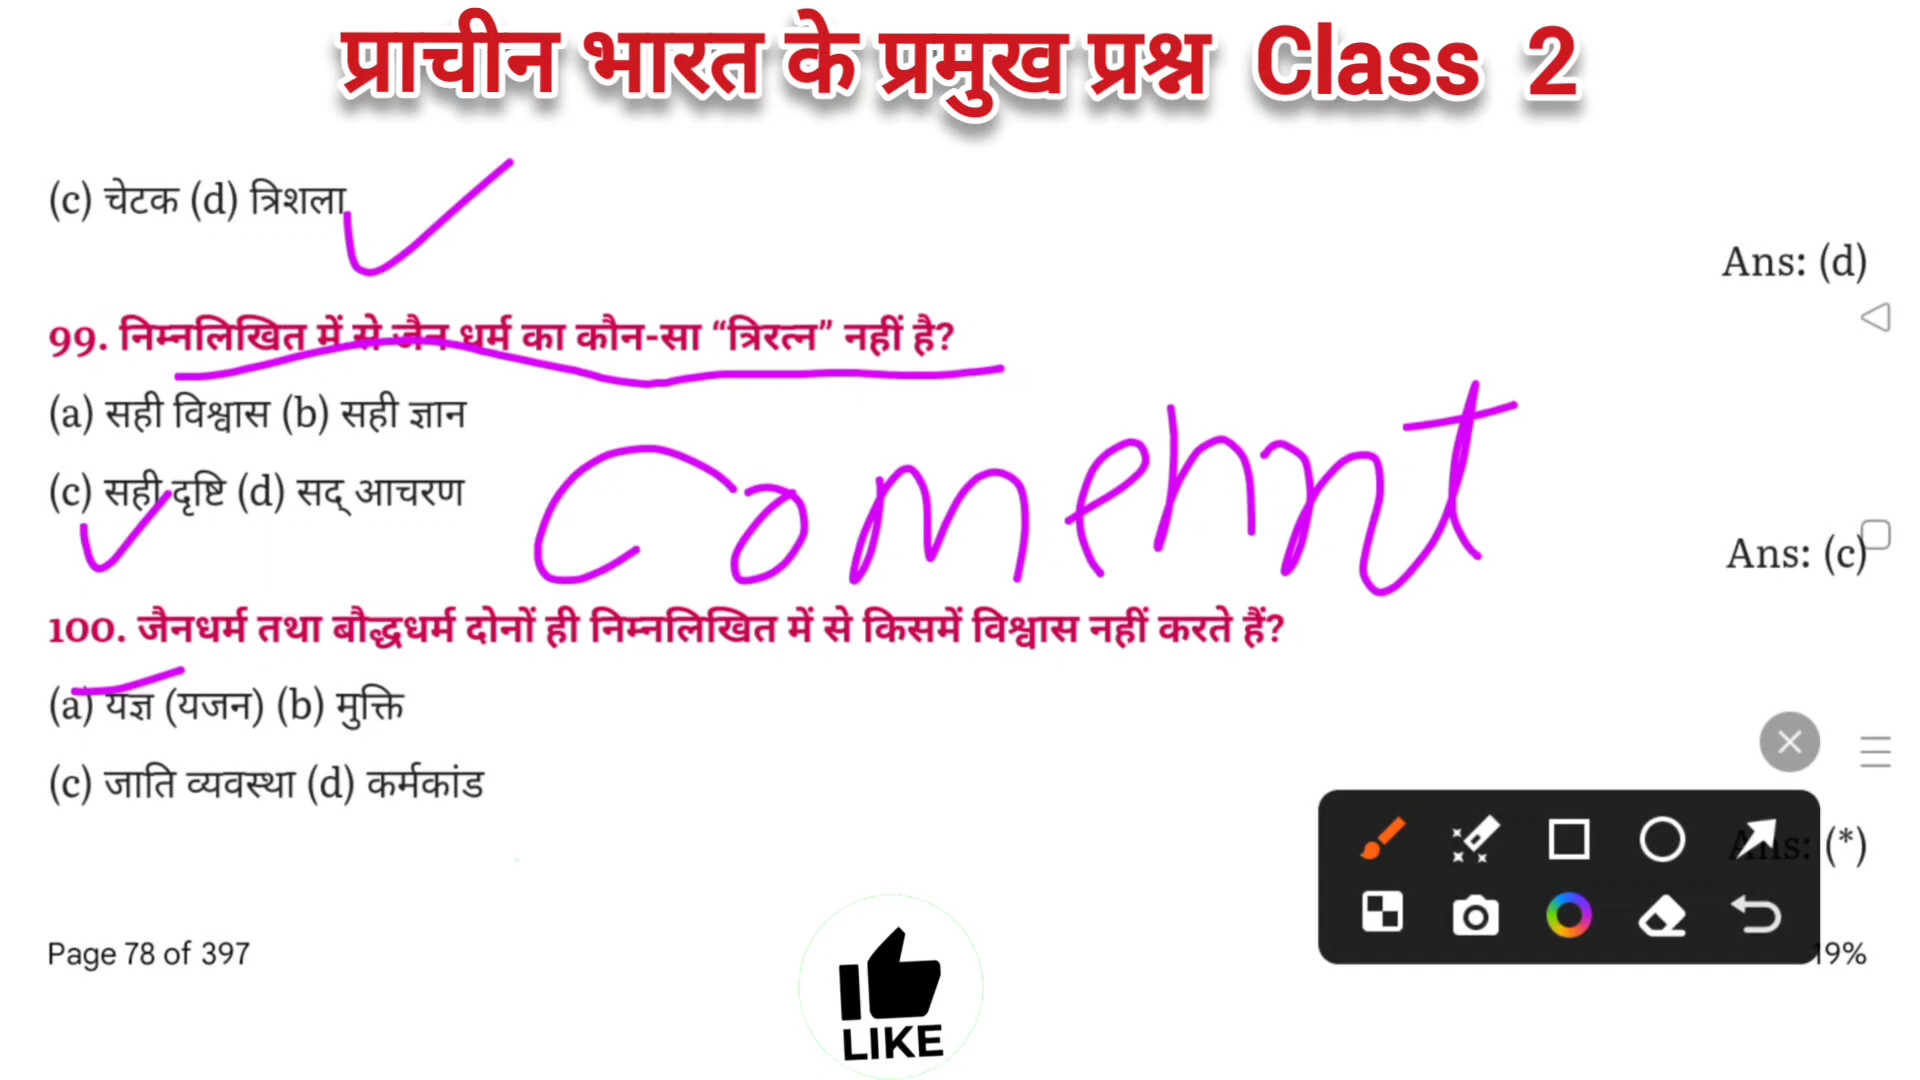 प्राचीन भारत के प्रमुख प्रश्न Class 2
(c) चेटक (d) त्रिशला
Ans: (d)
99. निम्नलिखित में से जैन धर्म का कौन-सा “त्रिरत्न” नहीं है?
(a) सही विश्वास (b) सही ज्ञान
(c) सही दृष्टि (d) सद् आचरण
Comehnt
Ans: (c)
100. जैनधर्म तथा बौद्धधर्म दोनों ही निम्नलिखित में से किसमें विश्वास नहीं करते हैं?
(a) यज्ञ (यजन) (b) मुक्ति
(c) जाति व्यवस्था (d) कर्मकांड
Ans: (*)
Page 78 of 397
19%
LIKE